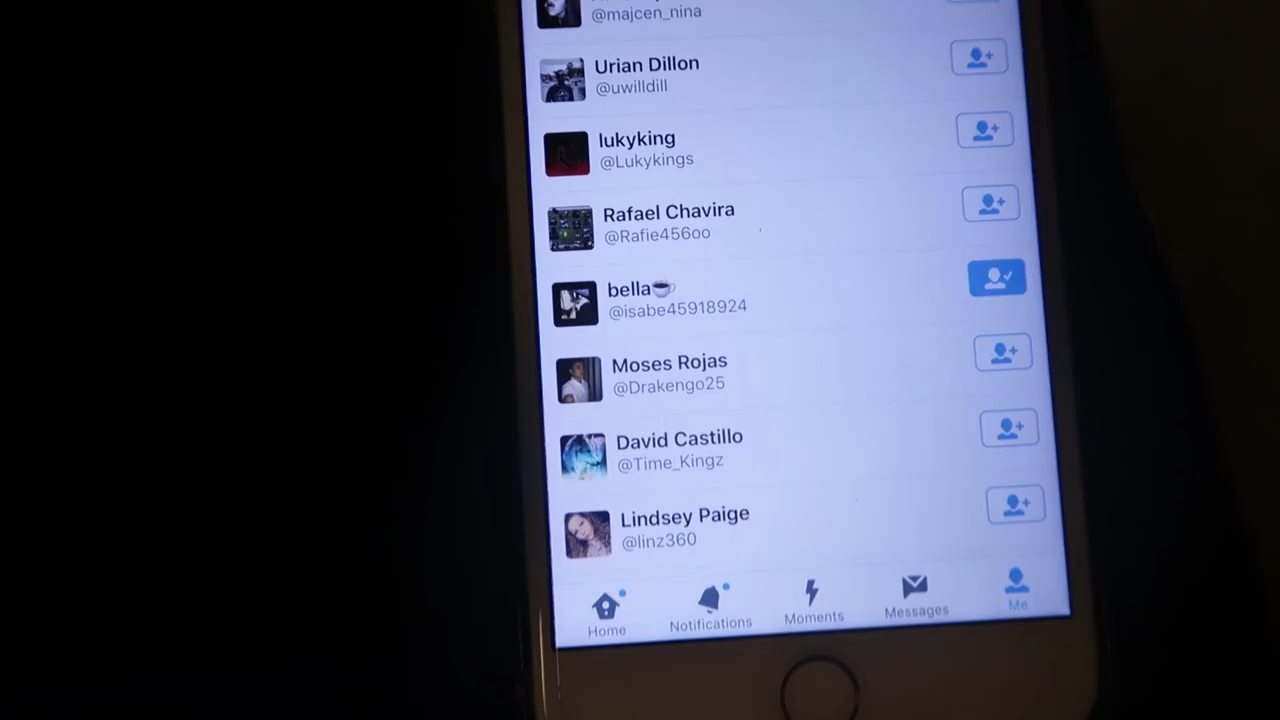 @majcen_nina
Urian Dillon
@uwilldill
lukyking
@Lukykings
Rafael Chavira
@Rafie456oo
bella☕
@isabe45918924
Moses Rojas
@Drakengo25
David Castillo
@Time_Kingz
Lindsey Paige
@linz360
Home
Notifications
Moments
Messages
Me